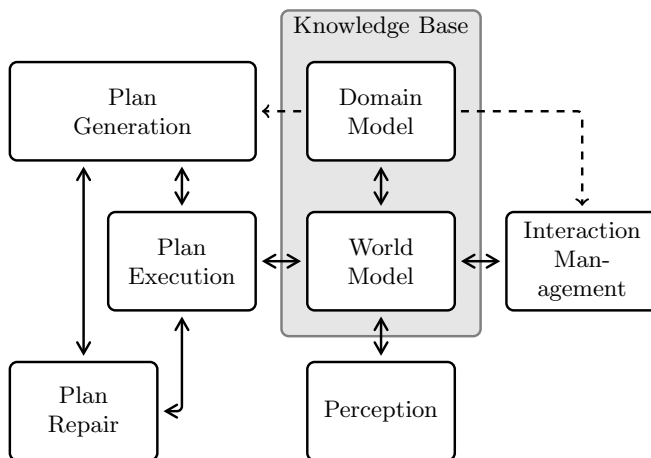 Knowledge Base
Plan
Generation
Domain
Model
Plan
Execution
World
Model
Interaction
Man-
agement
Plan
Repair
Perception